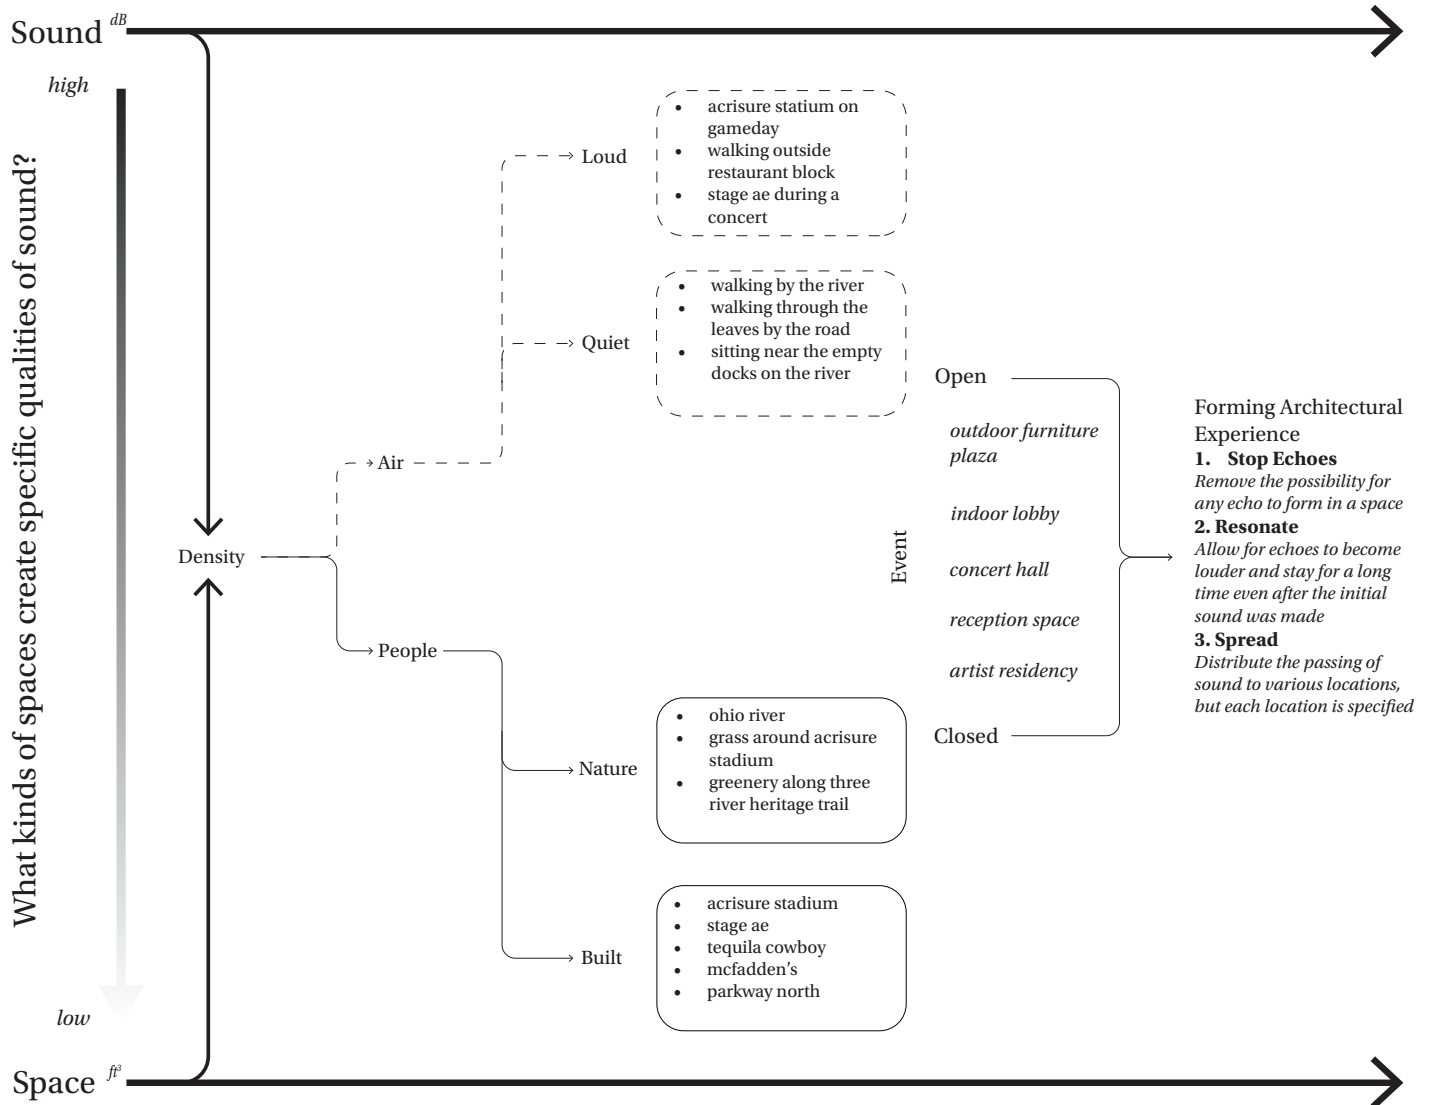 Sound dB
high
What kinds of spaces create specific qualities of sound?
low
Space ft³
Density
Air
People
Loud
• acrisure statium on
gameday
• walking outside
restaurant block
• stage ae during a
concert
Quiet
• walking by the river
• walking through the
leaves by the road
• sitting near the empty
docks on the river
Nature
• ohio river
• grass around acrisure
stadium
• greenery along three
river heritage trail
Built
• acrisure stadium
• stage ae
• tequila cowboy
• mcfadden's
• parkway north
Event
Open
outdoor furniture
plaza
indoor lobby
concert hall
reception space
artist residency
Closed
Forming Architectural
Experience
1. Stop Echoes
Remove the possibility for
any echo to form in a space
2. Resonate
Allow for echoes to become
louder and stay for a long
time even after the initial
sound was made
3. Spread
Distribute the passing of
sound to various locations,
but each location is specified